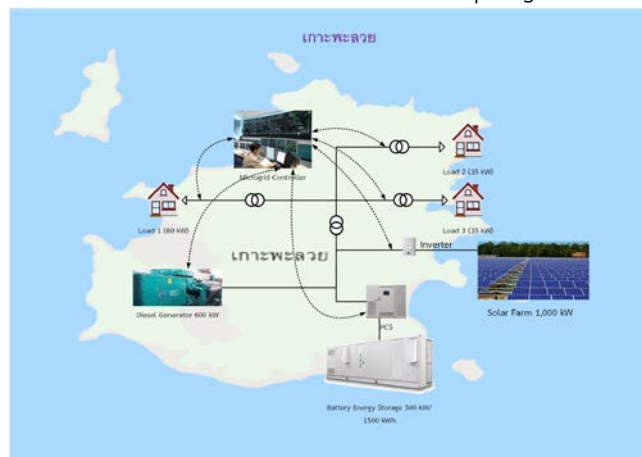 เกาะพะลวย
Microgrid Controller
Load 2 (35 kW)
Load 1 (60 kW)
Load 3 (35 kW)
เกาะพะลวย
Inverter
Diesel Generator 600 kW
Solar Farm 1,000 kW
PCS
Battery Energy Storage 500 kW/
1500 kWh